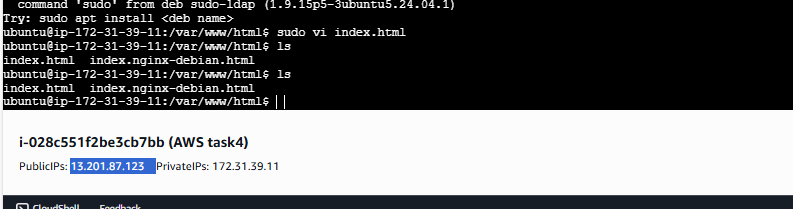 command 'sudo' from deb sudo-ldap (1.9.15p5-3ubuntu5.24.04.1)
Try: sudo apt install <deb name>
ubuntu@ip-172-31-39-11:/var/www/html$ sudo vi index.html
ubuntu@ip-172-31-39-11:/var/www/html$ ls
index.html  index.nginx-debian.html
ubuntu@ip-172-31-39-11:/var/www/html$ ls
index.html  index.nginx-debian.html
ubuntu@ip-172-31-39-11:/var/www/html$
i-028c551f2be3cb7bb (AWS task4)
PublicIPs: 13.201.87.123 PrivateIPs: 172.31.39.11
CloudShell Feedback